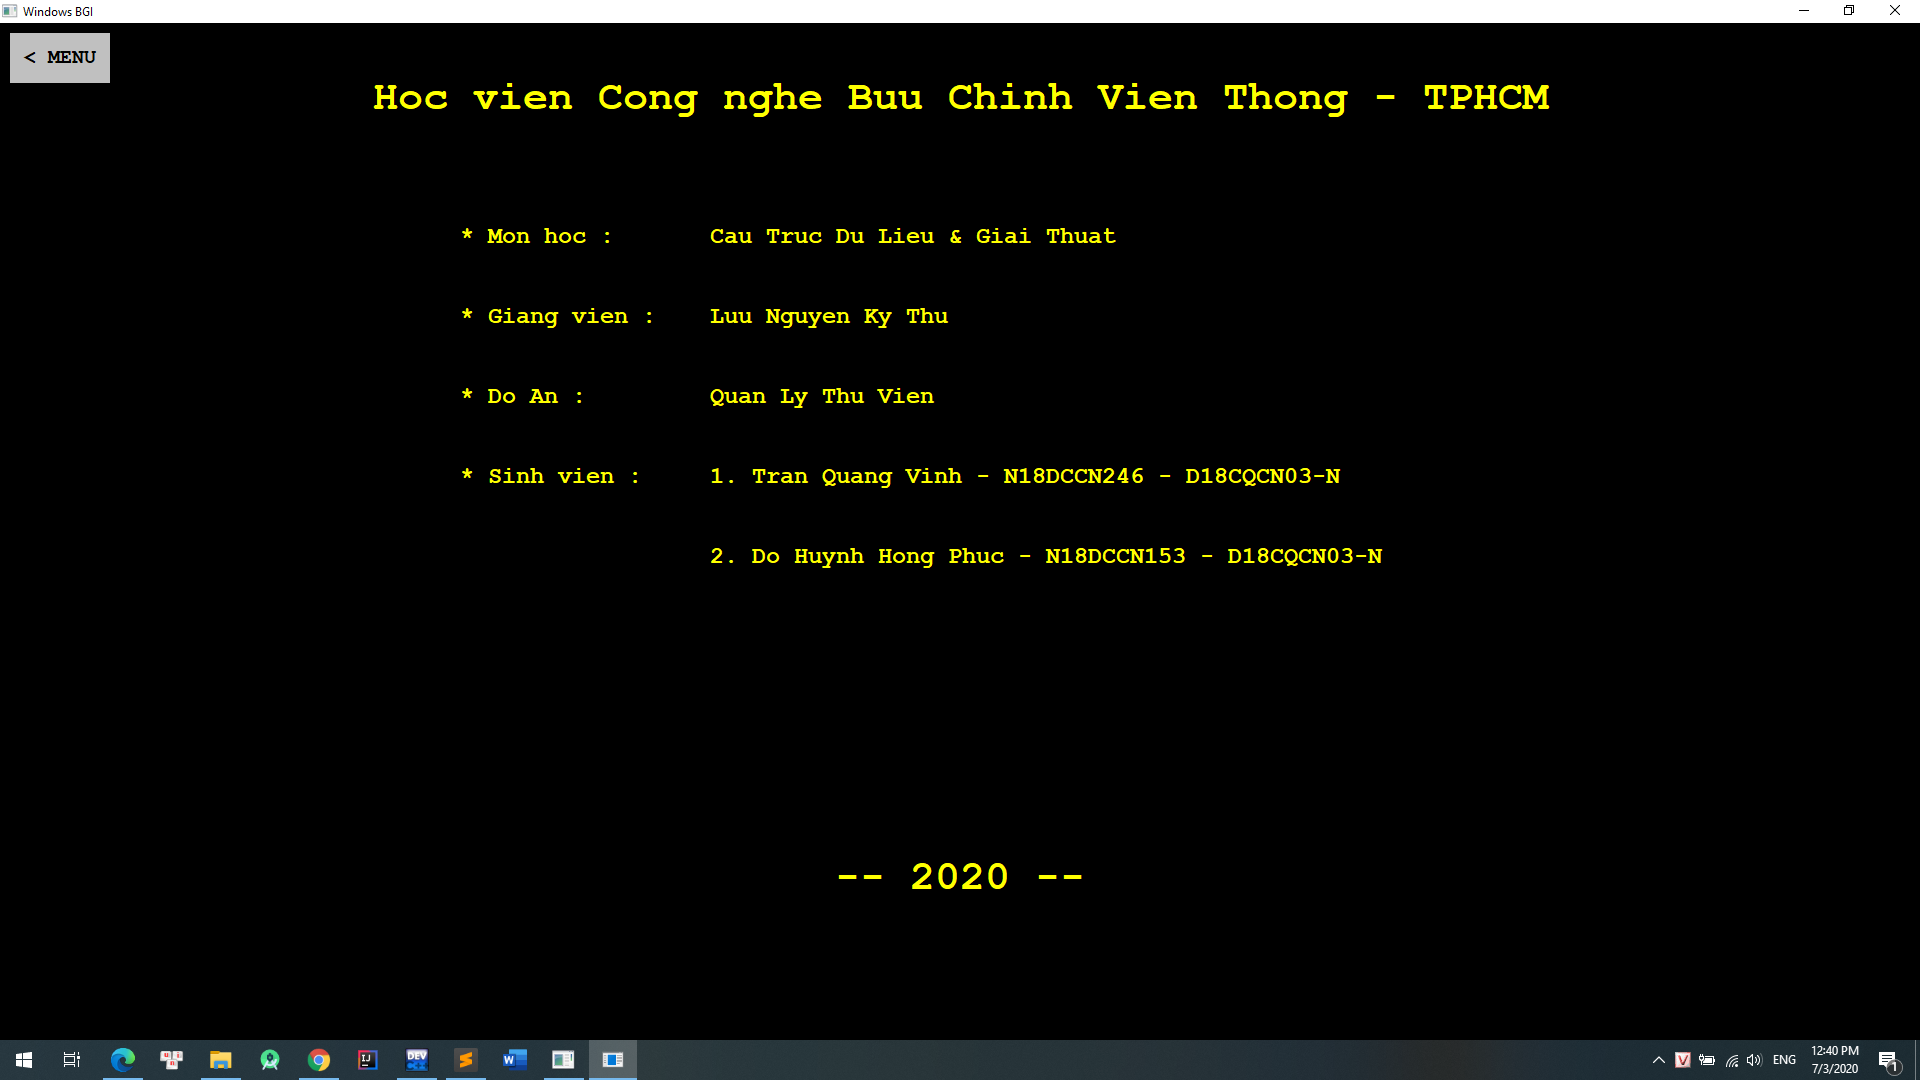 Windows BGI
< MENU
Hoc vien Cong nghe Buu Chinh Vien Thong - TPHCM
* Mon hoc : Cau Truc Du Lieu & Giai Thuat
* Giang vien : Luu Nguyen Ky Thu
* Do An : Quan Ly Thu Vien
* Sinh vien : 1. Tran Quang Vinh - N18DCCN246 - D18CQCN03-N
2. Do Huynh Hong Phuc - N18DCCN153 - D18CQCN03-N
-- 2020 --
ENG
12:40 PM
7/3/2020
1